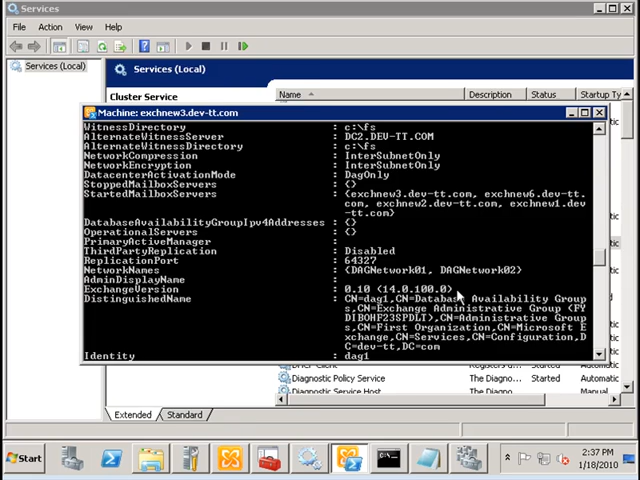 Services
File Action View Help
Services (Local)
Services (Local)
Cluster Service
Name Description Status Startup Ty
Machine: exchnew3.dev-tt.com
WitnessDirectory : c:\fs
AlternateWitnessServer : DC2.DEV-TT.COM
AlternateWitnessDirectory : c:\fs
NetworkCompression : InterSubnetOnly
NetworkEncryption : InterSubnetOnly
DatacenterActivationMode : DagOnly
StoppedMailboxServers : {}
StartedMailboxServers : {exchnew3.dev-tt.com, exchnew6.dev-tt.
com, exchnew2.dev-tt.com, exchnew1.dev
-tt.com}
DatabaseAvailabilityGroupIpv4Addresses : {}
OperationalServers : {}
PrimaryActiveManager :
ThirdPartyReplication : Disabled
ReplicationPort : 64327
NetworkNames : {DAGNetwork01, DAGNetwork02}
AdminDisplayName :
ExchangeVersion : 0.10 (14.0.100.0)
DistinguishedName : CN=dag1,CN=Database Availability Group
s,CN=Exchange Administrative Group (FY
DIBOHF23SPDLT),CN=Administrative Group
s,CN=First Organization,CN=Microsoft E
xchange,CN=Services,CN=Configuration,D
C=dev-tt,DC=com
Identity : dag1
Diagnostic Policy Service The Diagno... Started Automatic
Diagnostic Service Host The Diagno... Manual
Extended Standard
Start
2:37 PM
1/18/2010